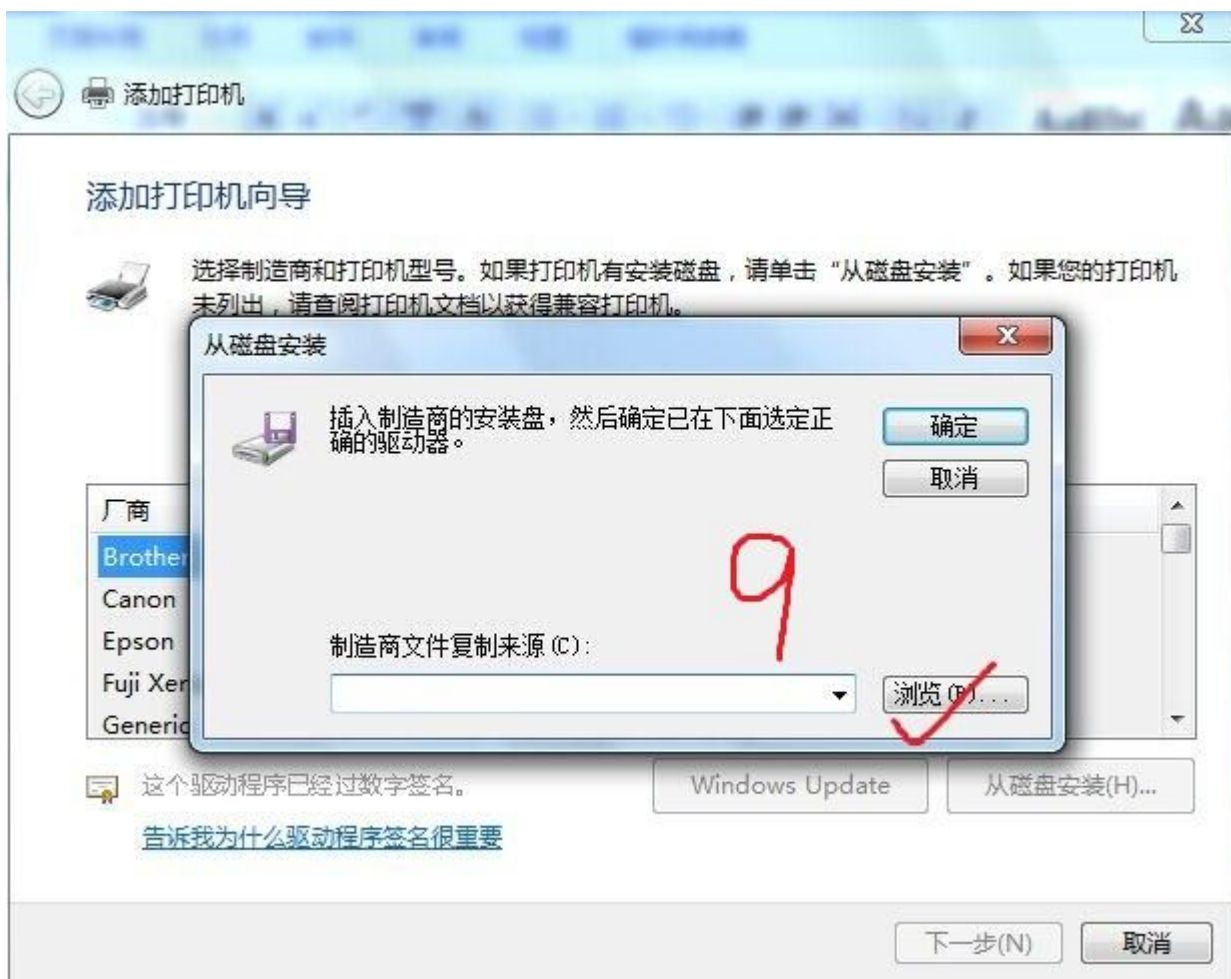 添加打印机
添加打印机向导
选择制造商和打印机型号。如果打印机有安装磁盘，请单击“从磁盘安装”。如果您的打印机
未列出，请查阅打印机文档以获得兼容打印机。
从磁盘安装
插入制造商的安装盘，然后确定已在下面选定正
确的驱动器。
确定
取消
厂商
Brother
Canon
Epson
Fuji Xer
Generic
9
制造商文件复制来源(C):
浏览(B)...
这个驱动程序已经过数字签名。
告诉我为什么驱动程序签名很重要
Windows Update
从磁盘安装(H)...
下一步(N)
取消